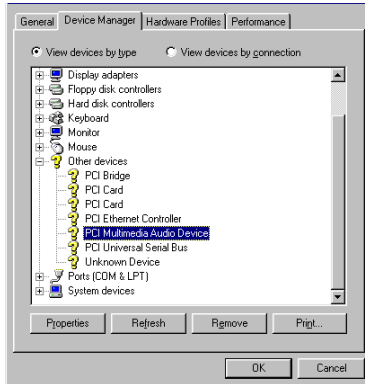 General Device Manager Hardware Profiles Performance
View devices by type View devices by connection
Display adapters
Floppy disk controllers
Hard disk controllers
Keyboard
Monitor
Mouse
Other devices
PCI Bridge
PCI Card
PCI Card
PCI Ethernet Controller
PCI Multimedia Audio Device
PCI Universal Serial Bus
Unknown Device
Ports (COM & LPT)
System devices
Properties Refresh Remove Print...
OK Cancel